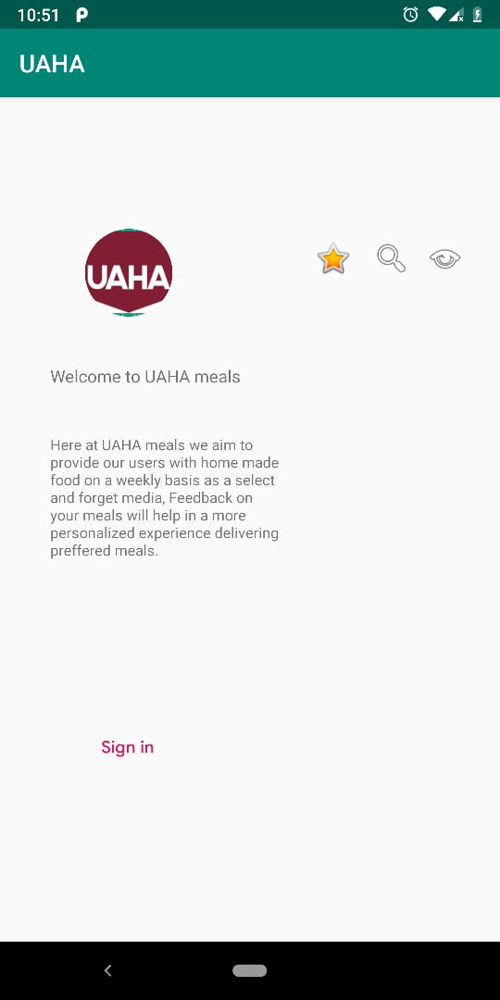 10:51
UAHA
UAHA
Welcome to UAHA meals
Here at UAHA meals we aim to
provide our users with home made
food on a weekly basis as a select
and forget media, Feedback on
your meals will help in a more
personalized experience delivering
preffered meals.
Sign in